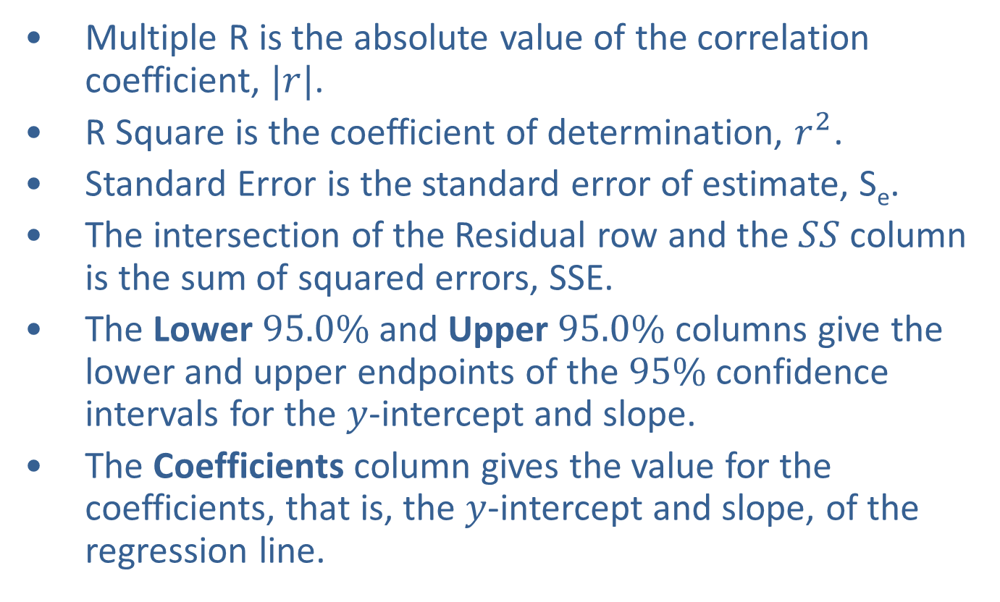 • Multiple R is the absolute value of the correlation
coefficient, |r|.
• R Square is the coefficient of determination, r².
• Standard Error is the standard error of estimate, Sₑ.
• The intersection of the Residual row and the SS column
is the sum of squared errors, SSE.
• The Lower 95.0% and Upper 95.0% columns give the
lower and upper endpoints of the 95% confidence
intervals for the y-intercept and slope.
• The Coefficients column gives the value for the
coefficients, that is, the y-intercept and slope, of the
regression line.